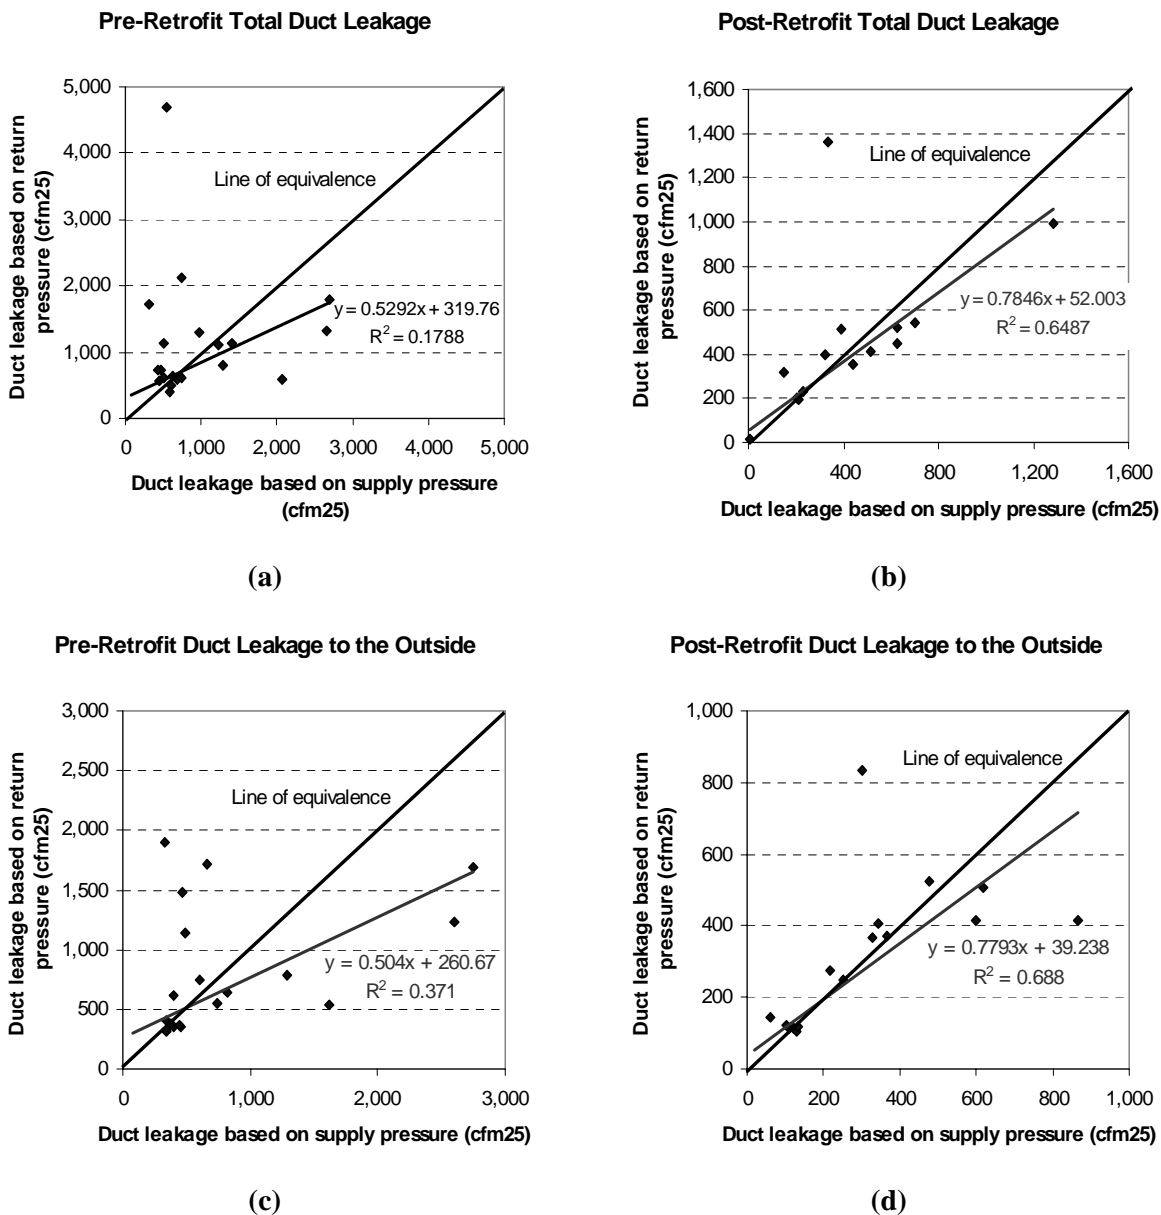 Pre-Retrofit Total Duct Leakage
5,000
4,000
3,000
2,000
1,000
0
0 1,000 2,000 3,000 4,000 5,000
Duct leakage based on return
pressure (cfm25)
Line of equivalence
y = 0.5292x + 319.76
R2 = 0.1788
Duct leakage based on supply pressure
(cfm25)
(a)
Post-Retrofit Total Duct Leakage
1,600
1,400
1,200
1,000
800
600
400
200
0
0 400 800 1,200 1,600
Duct leakage based on return
pressure (cfm25)
Line of equivalence
y = 0.7846x + 52.003
R2 = 0.6487
Duct leakage based on supply pressure (cfm25)
(b)
Pre-Retrofit Duct Leakage to the Outside
3,000
2,500
2,000
1,500
1,000
500
0
0 1,000 2,000 3,000
Duct leakage based on return
pressure (cfm25)
Line of equivalence
y = 0.504x + 260.67
R2 = 0.371
Duct leakage based on supply pressure (cfm25)
(c)
Post-Retrofit Duct Leakage to the Outside
1,000
800
600
400
200
0
0 200 400 600 800 1,000
Duct leakage based on return
pressure (cfm25)
Line of equivalence
y = 0.7793x + 39.238
R2 = 0.688
Duct leakage based on supply pressure (cfm25)
(d)